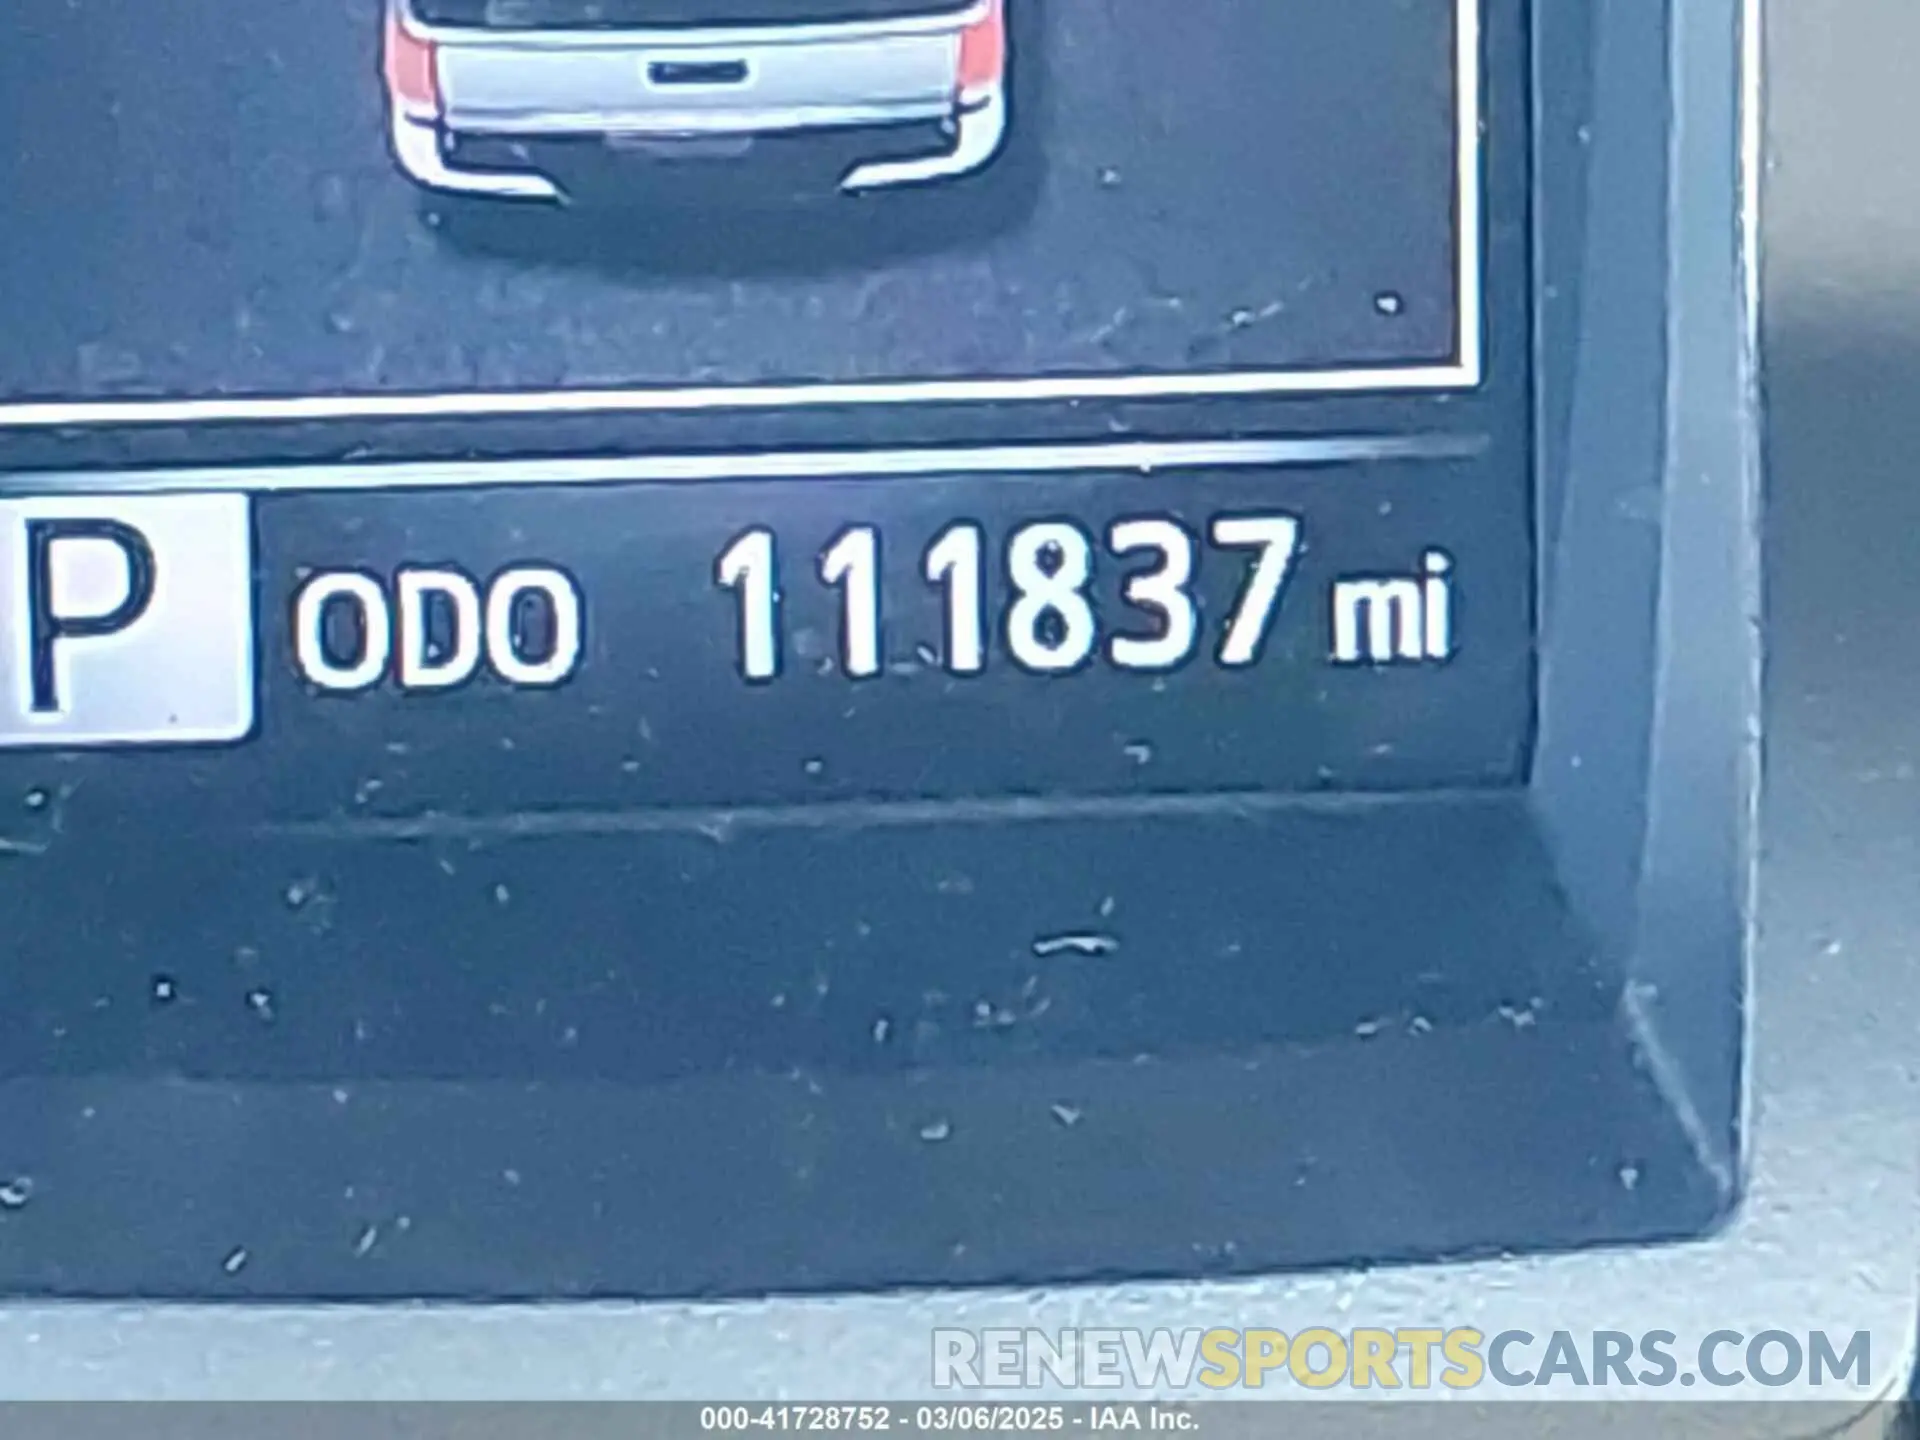 P ODO 111837 mi
RENEWSPORTSCARS.COM
000-41728752 - 03/06/2025 - IAA Inc.